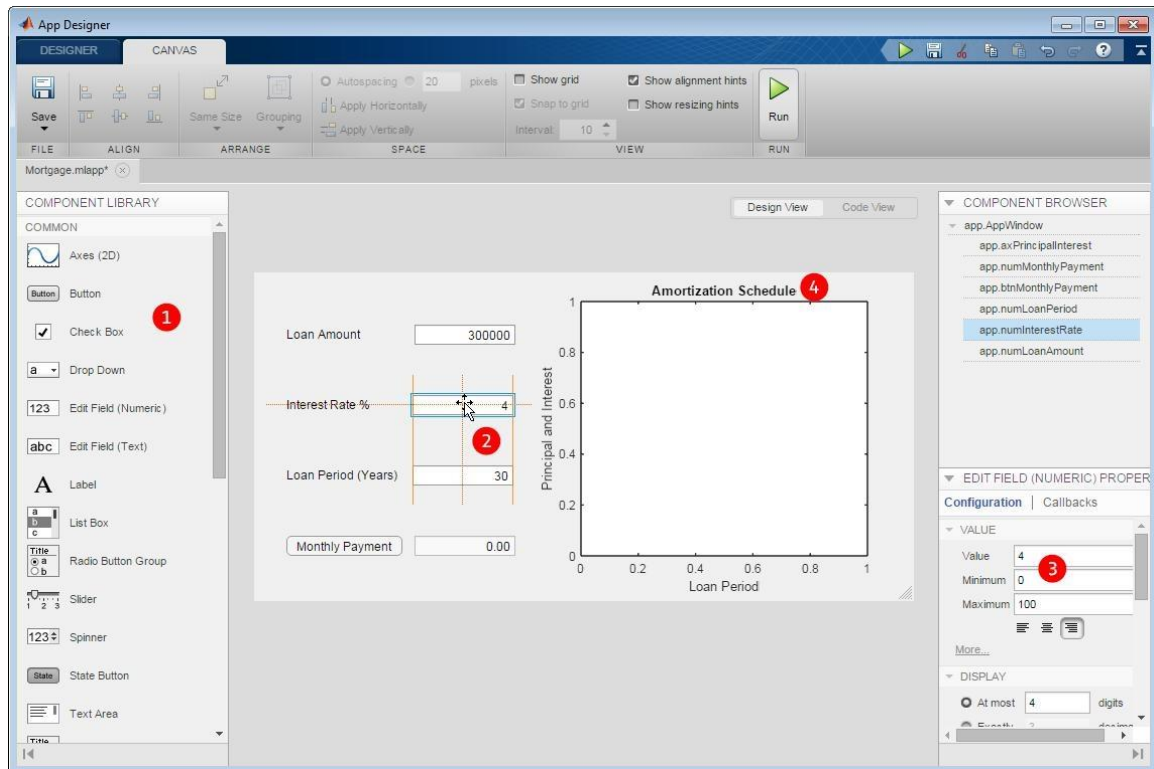 App Designer
DESIGNER CANVAS
Save
Same Size Grouping
Autospacing 20 pixels
Apply Horizontally
Apply Vertically
Show grid Show alignment hints
Snap to grid Show resizing hints
Interval: 10
Run
FILE ALIGN ARRANGE SPACE VIEW RUN
Mortgage.mlapp*
COMPONENT LIBRARY
COMMON
Axes (2D)
Button Button
Check Box
a Drop Down
123 Edit Field (Numeric)
abc Edit Field (Text)
A Label
a
b List Box
c
Title
a Radio Button Group
b
1 2 3 Slider
123 Spinner
State State Button
Text Area
Title
1
Design View Code View
Loan Amount 300000
Interest Rate % 4
2
Loan Period (Years) 30
Monthly Payment 0.00
Amortization Schedule 4
Principal and Interest
1
0.8
0.6
0.4
0.2
0
0 0.2 0.4 0.6 0.8 1
Loan Period
COMPONENT BROWSER
app.AppWindow
app.axPrincipalInterest
app.numMonthlyPayment
app.btnMonthlyPayment
app.numLoanPeriod
app.numInterestRate
app.numLoanAmount
EDIT FIELD (NUMERIC) PROPER
Configuration | Callbacks
VALUE
Value 4
3
Minimum 0
Maximum 100
More...
DISPLAY
At most 4 digits